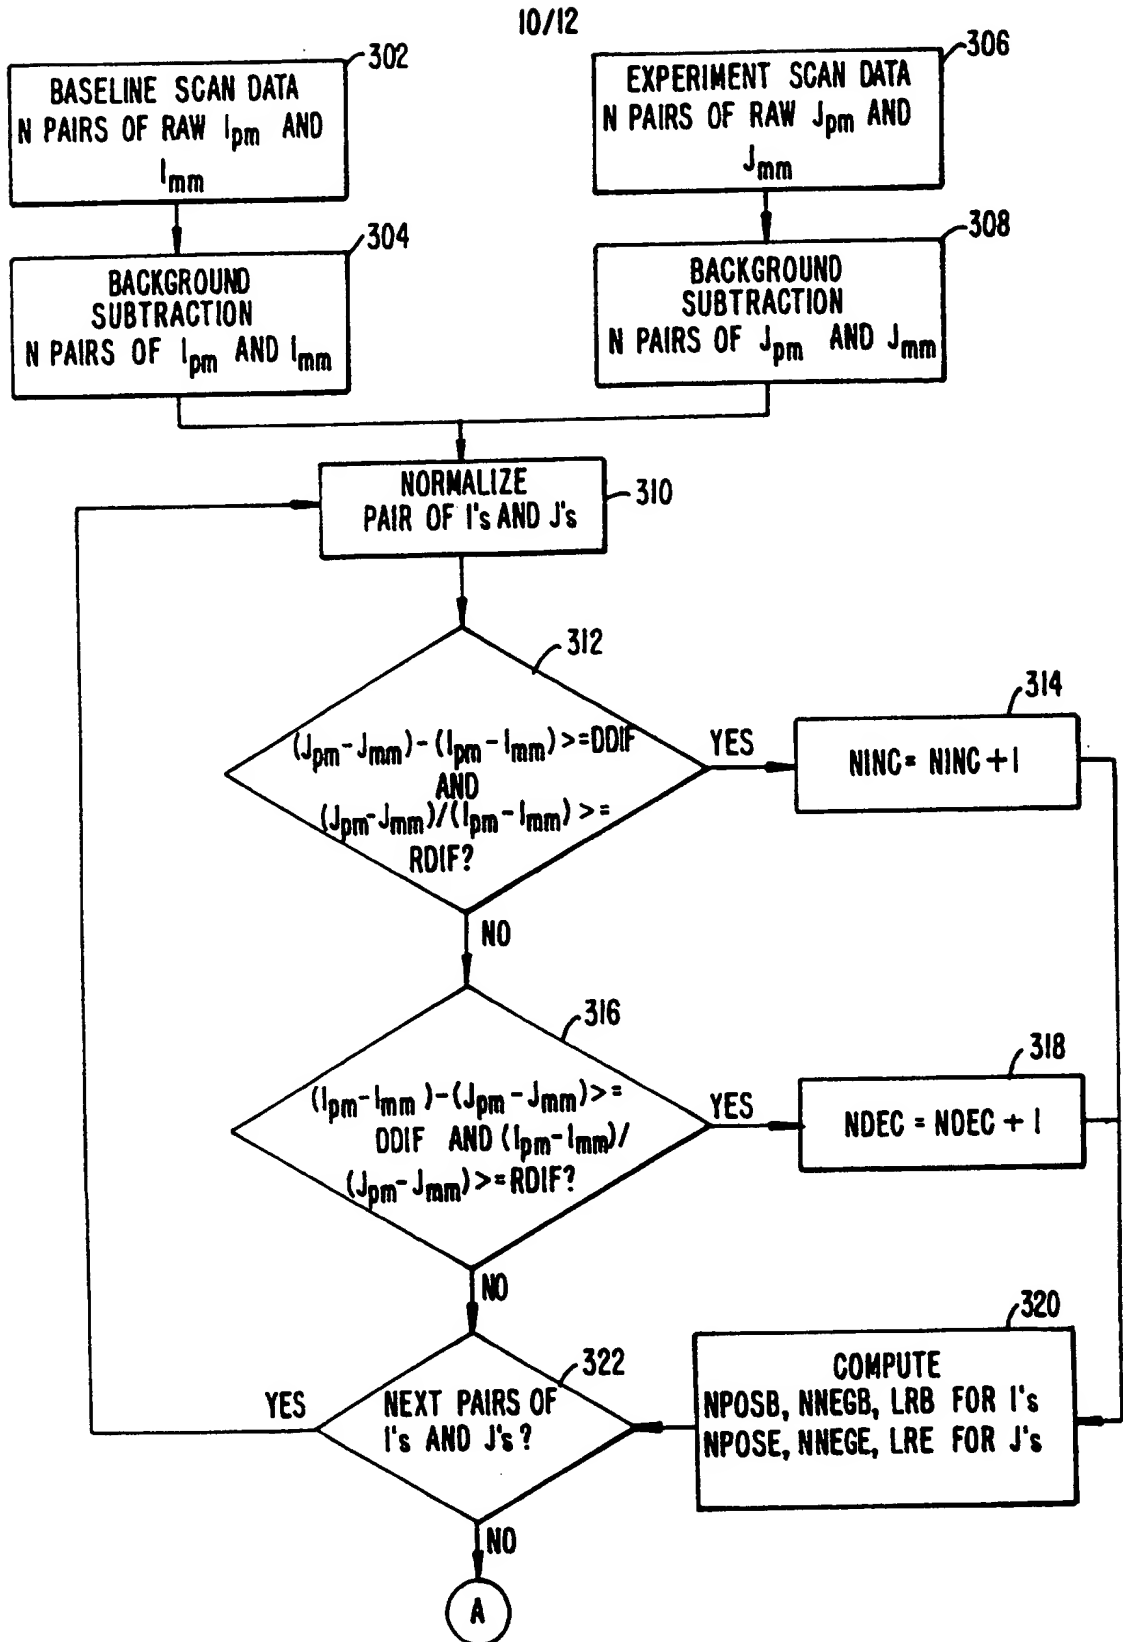 10/12
302
BASELINE SCAN DATA
N PAIRS OF RAW Ipm AND
Imm
306
EXPERIMENT SCAN DATA
N PAIRS OF RAW Jpm AND
Jmm
304
BACKGROUND
SUBTRACTION
N PAIRS OF Ipm AND Imm
308
BACKGROUND
SUBTRACTION
N PAIRS OF Jpm AND Jmm
NORMALIZE
PAIR OF I's AND J's
310
312
(Jpm-Jmm)-(Ipm-Imm)>=DDIF
AND
(Jpm-Jmm)/(Ipm-Imm)>=
RDIF?
YES
314
NINC= NINC+1
NO
316
(Ipm-Imm)-(Jpm-Jmm)>=
DDIF AND (Ipm-Imm)/
(Jpm-Jmm)>=RDIF?
YES
318
NDEC = NDEC + 1
NO
320
COMPUTE
NPOSB, NNEGB, LRB FOR I's
NPOSE, NNEGE, LRE FOR J's
322
NEXT PAIRS OF
I's AND J's?
YES
NO
A